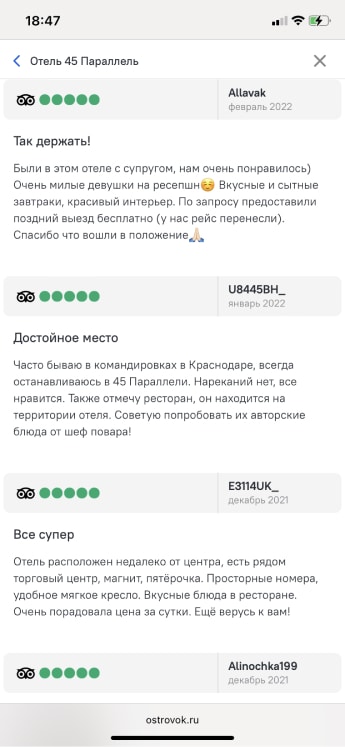 18:47
Отель 45 Параллель
Allavak
февраль 2022
Так держать!
Были в этом отеле с супругом, нам очень понравилось)
Очень милые девушки на ресепшн☺️ Вкусные и сытные
завтраки, красивый интерьер. По запросу предоставили
поздний выезд бесплатно (у нас рейс перенесли).
Спасибо что вошли в положение🙏🏻
U8445BH_
январь 2022
Достойное место
Часто бываю в командировках в Краснодаре, всегда
останавливаюсь в 45 Параллели. Нареканий нет, все
нравится. Также отмечу ресторан, он находится на
территории отеля. Советую попробовать их авторские
блюда от шеф повара!
E3114UK_
декабрь 2021
Все супер
Отель расположен недалеко от центра, есть рядом
торговый центр, магнит, пятёрочка. Просторные номера,
удобное мягкое кресло. Вкусные блюда в ресторане.
Очень порадовала цена за сутки. Ещё верусь к вам!
Alinochka199
декабрь 2021
ostrovok.ru